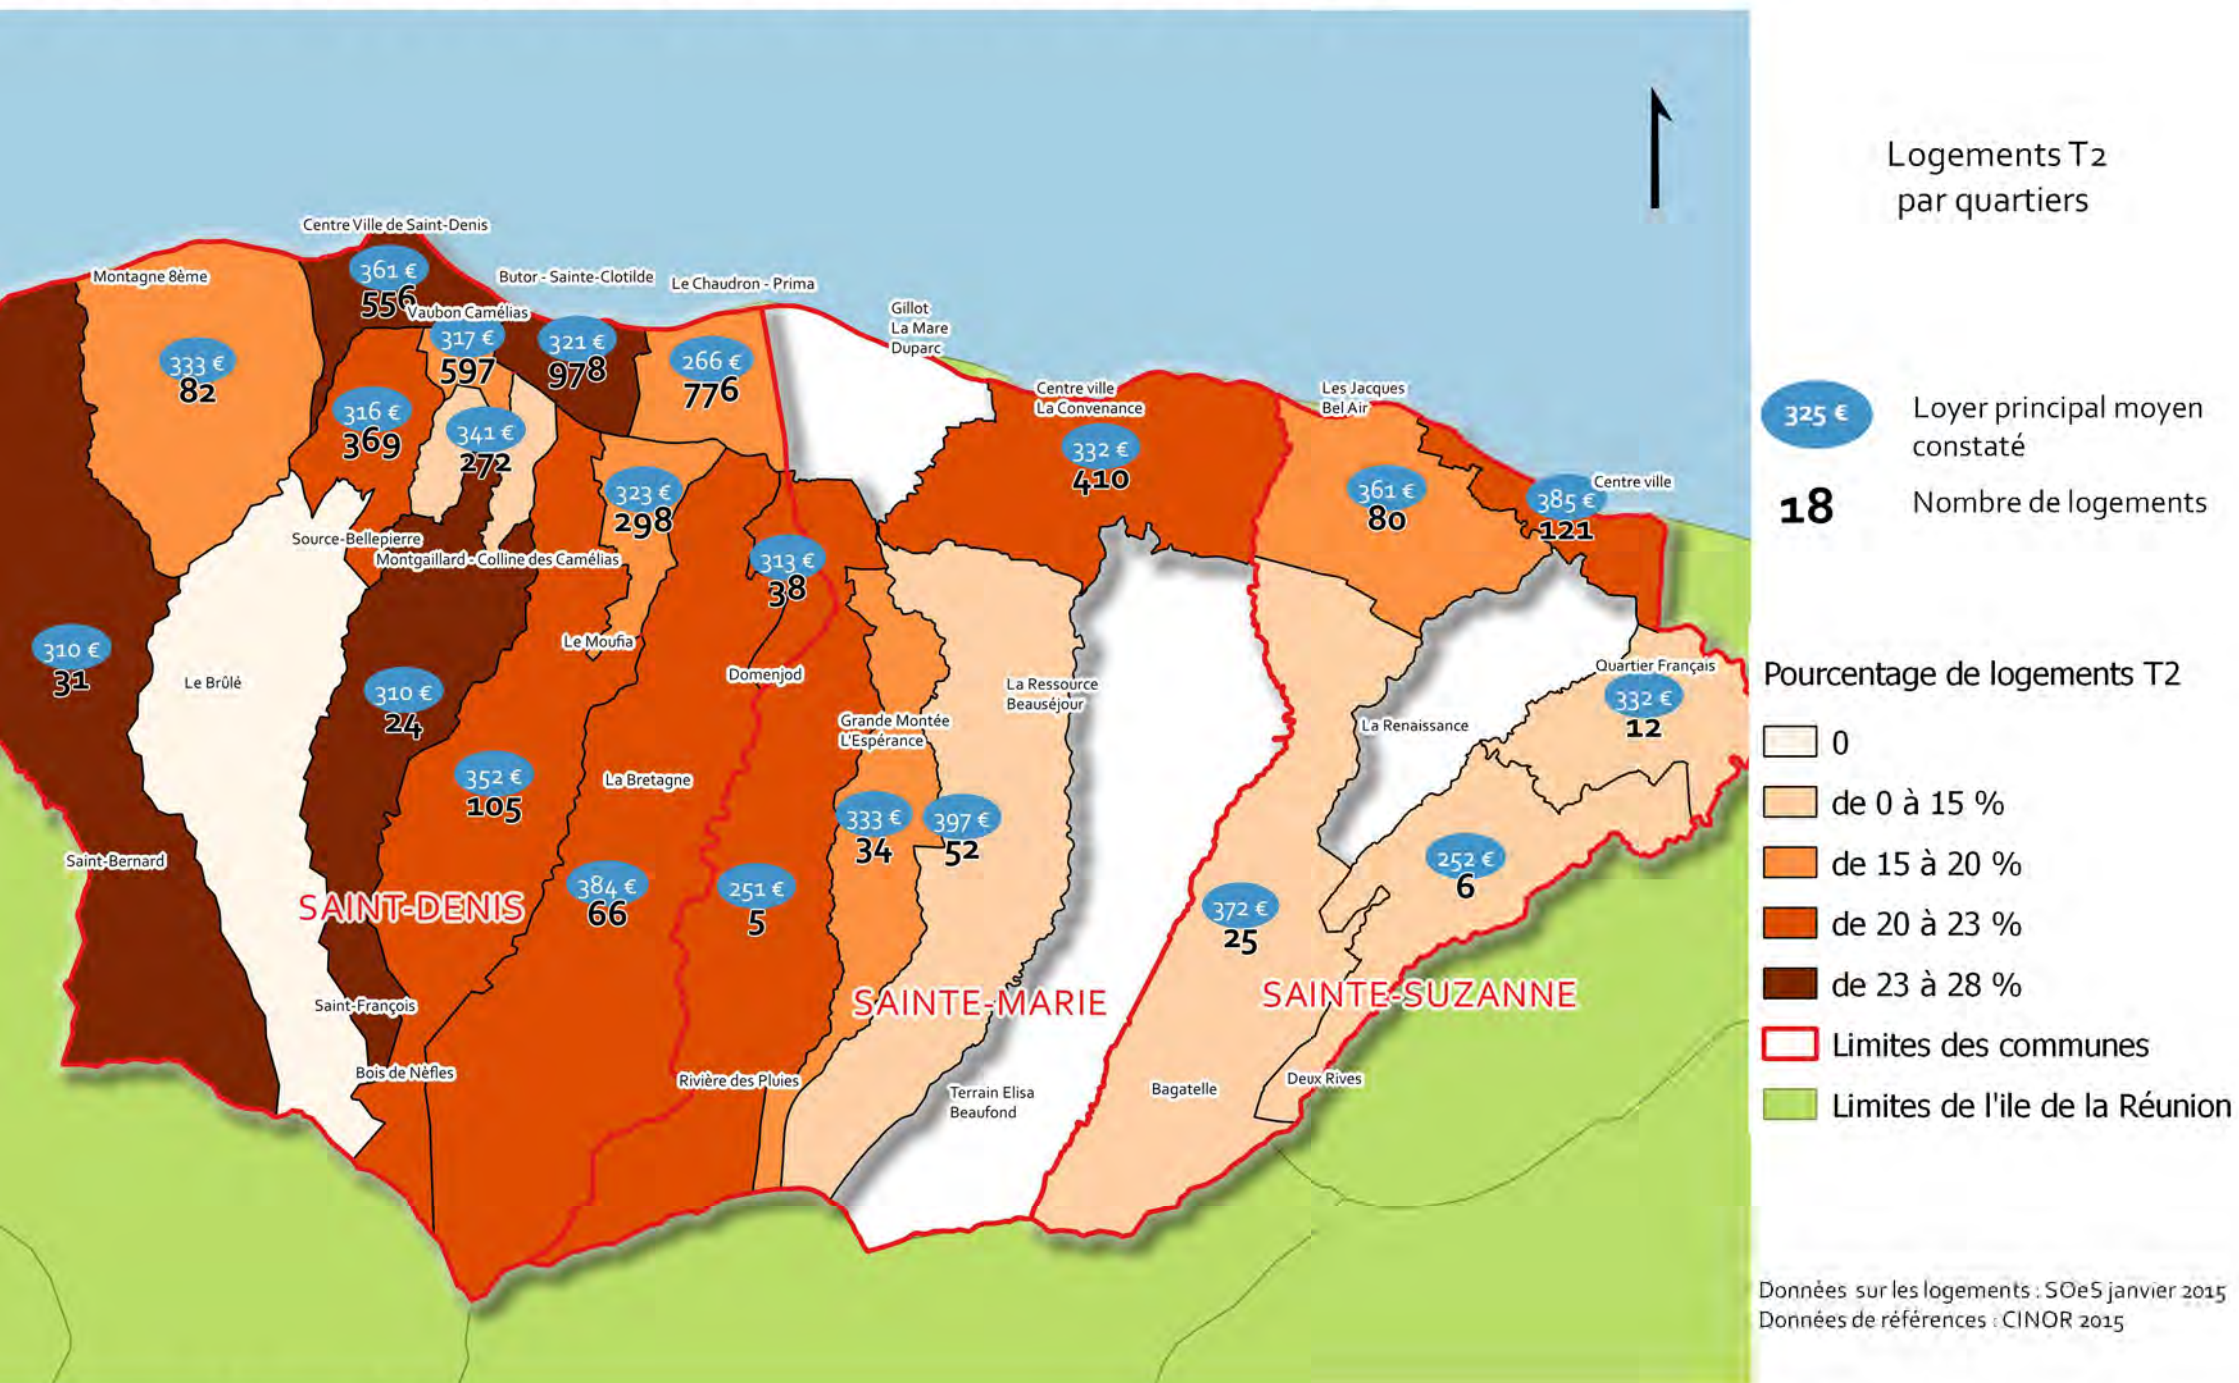 Centre Ville de Saint-Denis
Montagne 8ème
361 €
556
Butor - Sainte-Clotilde
Le Chaudron - Prima
Vaubon Camélias
317 €
597
321 €
978
266 €
776
333 €
82
316 €
369
341 €
272
323 €
298
Gillot
La Mare
Duparc
Centre ville
La Convenance
332 €
410
Les Jacques
Bel Air
361 €
80
Centre ville
385 €
121
Source-Bellepierre
Montgaillard - Colline des Camélias
313 €
38
Le Moufia
310 €
31
Le Brûlé
310 €
24
Domenjod
La Ressource
Beauséjour
Grande Montée
L'Espérance
La Renaissance
Quartier Français
332 €
12
352 €
105
La Bretagne
333 €
34
397 €
52
Saint-Bernard
SAINT-DENIS
384 €
66
251 €
5
372 €
25
252 €
6
SAINTE-MARIE
SAINTE-SUZANNE
Saint-François
Bois de Nèfles
Rivière des Pluies
Terrain Elisa
Beaufond
Bagatelle
Deux Rives
Logements T2
par quartiers
325 €
Loyer principal moyen
constaté
18
Nombre de logements
Pourcentage de logements T2
0
de 0 à 15 %
de 15 à 20 %
de 20 à 23 %
de 23 à 28 %
Limites des communes
Limites de l'ile de la Réunion
Données sur les logements : SOeS janvier 2015
Données de références : CINOR 2015